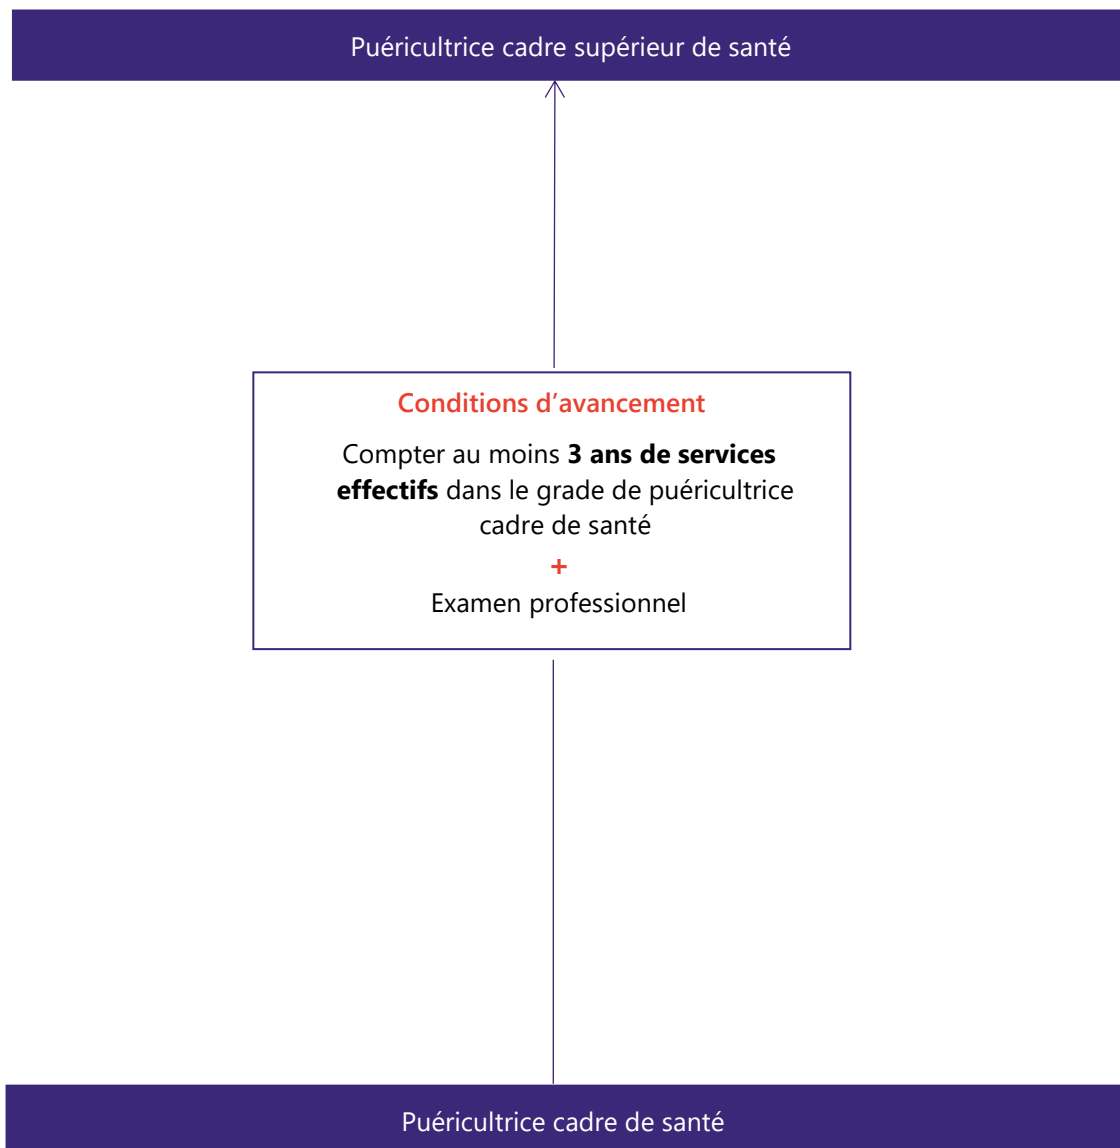 Puéricultrice cadre supérieur de santé
Conditions d’avancement
Compter au moins 3 ans de services
effectifs dans le grade de puéricultrice
cadre de santé
+
Examen professionnel
Puéricultrice cadre de santé